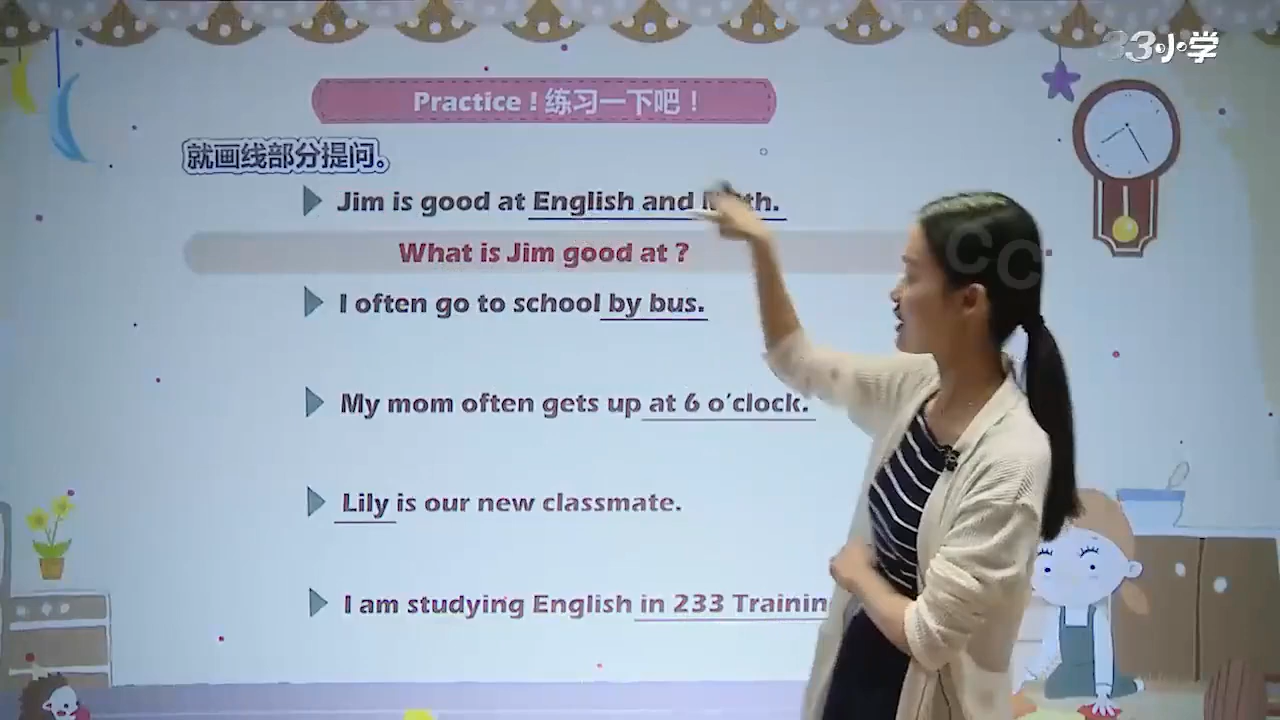 33小学
Practice ! 练习一下吧！
就画线部分提问。
Jim is good at English and
What is Jim good at ?
I often go to school by bus.
My mom often gets up at 6 o'clock.
Lily is our new classmate.
I am studying English in 233
CC